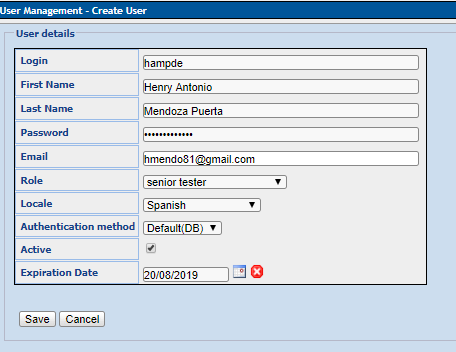 User Management - Create User
User details
Login hampde
First Name Henry Antonio
Last Name Mendoza Puerta
Password •••••••••••••
Email hmendo81@gmail.com
Role senior tester
Locale Spanish
Authentication method Default(DB)
Active
Expiration Date 20/08/2019
Save Cancel